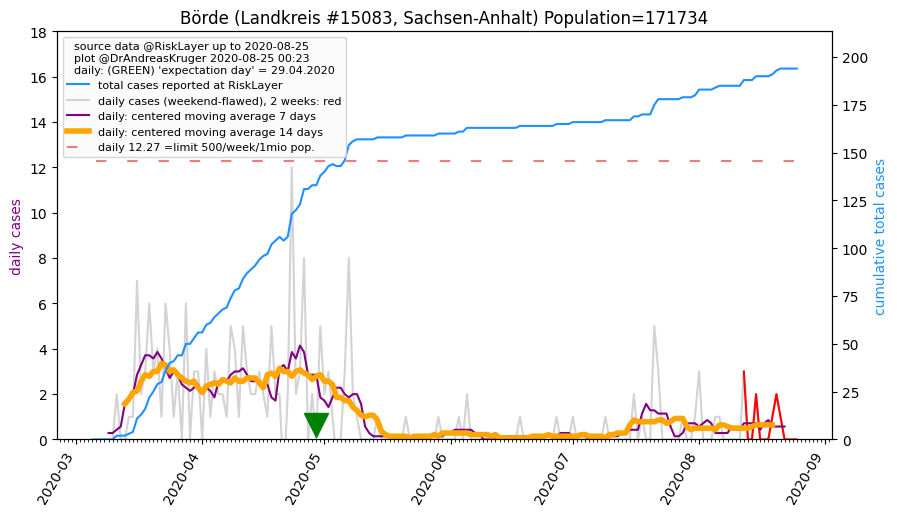 Börde (Landkreis #15083, Sachsen-Anhalt) Population=171734
source data @RiskLayer up to 2020-08-25
plot @DrAndreasKruger 2020-08-25 00:23
daily: (GREEN) 'expectation day' = 29.04.2020
total cases reported at RiskLayer
daily cases (weekend-flawed), 2 weeks: red
daily: centered moving average 7 days
daily: centered moving average 14 days
daily 12.27 =limit 500/week/1mio pop.
daily cases
18
16
14
12
10
8
6
4
2
0
cumulative total cases
200
175
150
125
100
75
50
25
0
2020-03
2020-04
2020-05
2020-06
2020-07
2020-08
2020-09